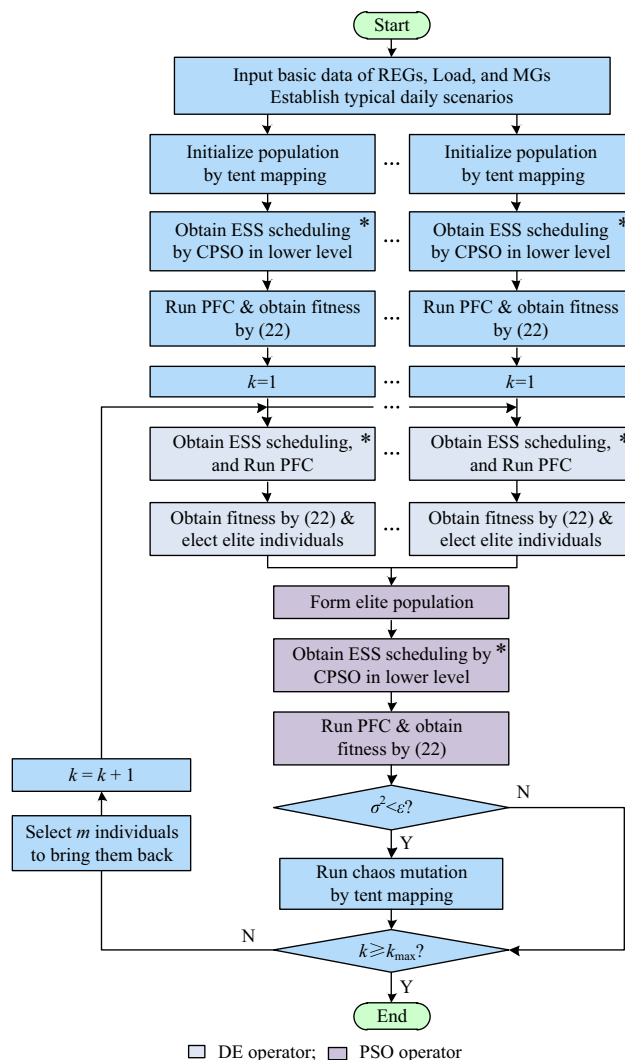 Start
Input basic data of REGs, Load, and MGs
Establish typical daily scenarios
Initialize population
by tent mapping
...
Initialize population
by tent mapping
Obtain ESS scheduling *
by CPSO in lower level
...
Obtain ESS scheduling *
by CPSO in lower level
Run PFC & obtain fitness
by (22)
...
Run PFC & obtain fitness
by (22)
k=1
...
k=1
...
Obtain ESS scheduling, *
and Run PFC
...
Obtain ESS scheduling, *
and Run PFC
Obtain fitness by (22) &
elect elite individuals
...
Obtain fitness by (22) &
elect elite individuals
Form elite population
Obtain ESS scheduling by *
CPSO in lower level
Run PFC & obtain
fitness by (22)
k = k + 1
σ²<ε?
N
Y
Select m individuals
to bring them back
Run chaos mutation
by tent mapping
N
k⩾kmax?
Y
End
DE operator; PSO operator